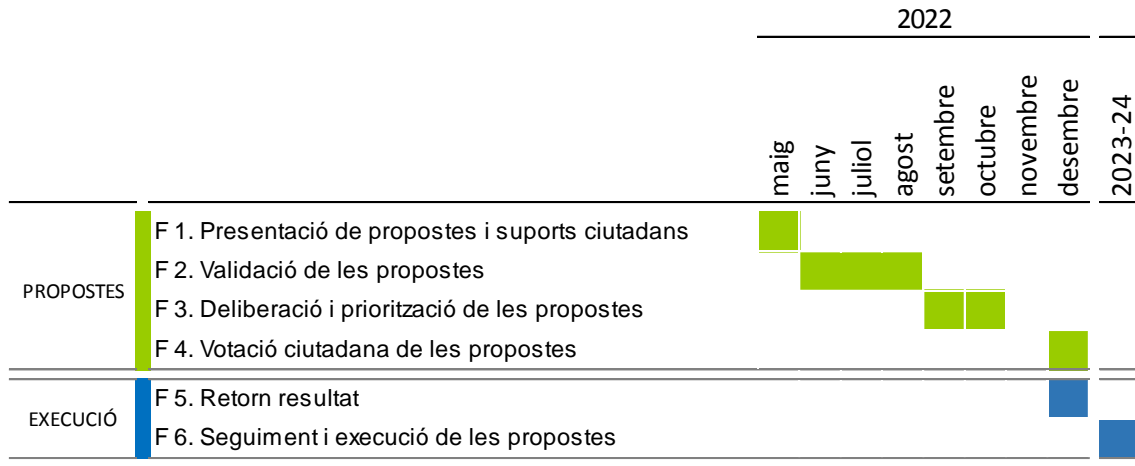 2022
maig
juny
juliol
agost
setembre
octubre
novembre
desembre
2023-24
PROPOSTES
F 1. Presentació de propostes i suports ciutadans
F 2. Validació de les propostes
F 3. Deliberació i priorització de les propostes
F 4. Votació ciutadana de les propostes
EXECUCIÓ
F 5. Retorn resultat
F 6. Seguiment i execució de les propostes